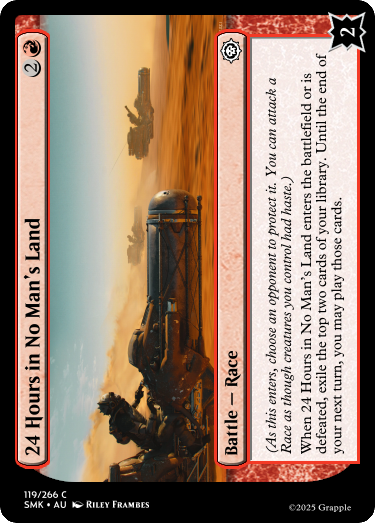 24 Hours in No Man's Land
2
Battle — Race
(As this enters, choose an opponent to protect it. You can attack a
Race as though creatures you control had haste.)
When 24 Hours in No Man's Land enters the battlefield or is
defeated, exile the top two cards of your library. Until the end of
your next turn, you may play those cards.
2
119/266 C
SMK • AU Riley Frambes
©2025 Grapple